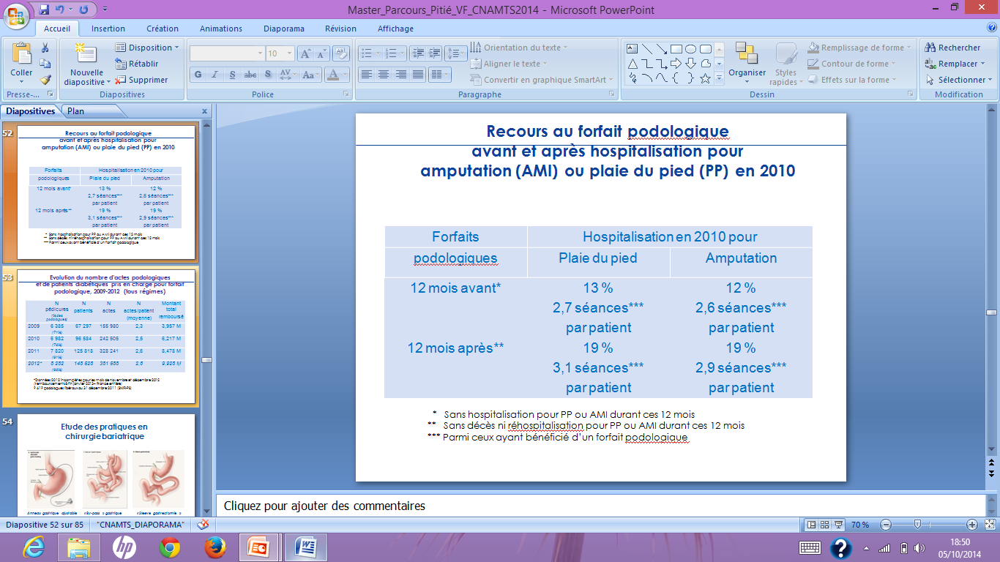 Master_Parcours_Pitié_VF_CNAMTS2014 - Microsoft PowerPoint
Accueil Insertion Création Animations Diaporama Révision Affichage
Coller
Presse-...
Nouvelle diapositive
Disposition
Rétablir
Supprimer
Diapositives
10
G I S abc S AV Aa A
Police
Orientation du texte
Aligner le texte
Convertir en graphique SmartArt
Paragraphe
Organiser
Styles rapides
Remplissage de forme
Contour de forme
Effets sur la forme
Dessin
Rechercher
Remplacer
Sélectionner
Modification
Diapositives Plan x
52
Recours au forfait podologique
avant et après hospitalisation pour
amputation (AMI) ou plaie du pied (PP) en 2010
Forfaits Hospitalisation en 2010 pour
podologiques Plaie du pied Amputation
12 mois avant* 13 % 12 %
2,7 séances*** 2,6 séances***
par patient par patient
12 mois après** 19 % 19 %
3,1 séances*** 2,9 séances***
par patient par patient
* Sans hospitalisation pour PP ou AMI durant ces 12 mois
** Sans décès ni réhospitalisation pour PP ou AMI durant ces 12 mois
*** Parmi ceux ayant bénéficié d'un forfait podologique
53
Evolution du nombre d'actes podologiques
et de patients diabétiques pris en charge pour forfait
podologique, 2009-2012 (tous régimes)
N pédicures (% des podologues) N patients N actes N actes/patient (moyenne) Montant total remboursé
2009 6 385 67 297 155 980 2,3 3,957 M
(71%)
2010 6 982 96 584 242 505 2,5 6,217 M
2011 7 820 125 818 328 241 2,6 8,478 M
2012*
54
Etude des pratiques en
chirurgie bariatrique
Anneau gastrique ajustable «By-pass » gastrique «Sleeve gastrectomie »
Recours au forfait podologique
avant et après hospitalisation pour
amputation (AMI) ou plaie du pied (PP) en 2010
Forfaits Hospitalisation en 2010 pour
podologiques Plaie du pied Amputation
12 mois avant* 13 % 12 %
2,7 séances*** 2,6 séances***
par patient par patient
12 mois après** 19 % 19 %
3,1 séances*** 2,9 séances***
par patient par patient
* Sans hospitalisation pour PP ou AMI durant ces 12 mois
** Sans décès ni réhospitalisation pour PP ou AMI durant ces 12 mois
*** Parmi ceux ayant bénéficié d'un forfait podologique
Cliquez pour ajouter des commentaires
Diapositive 52 sur 85 "CNAMTS_DIAPORAMA" 70 %
18:50
05/10/2014